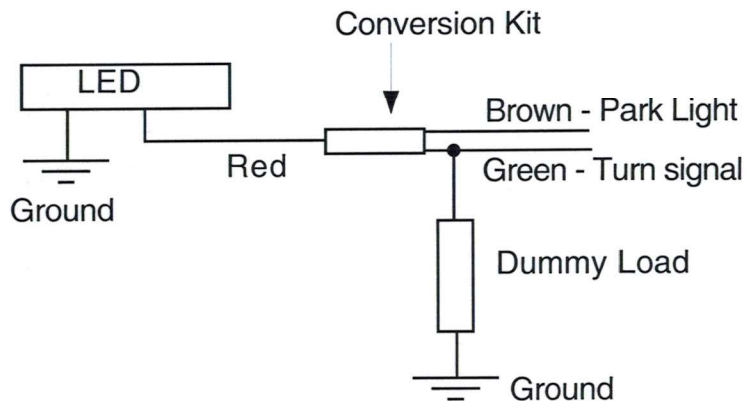 Conversion Kit
LED
Brown - Park Light
Red
Green - Turn signal
Ground
Dummy Load
Ground